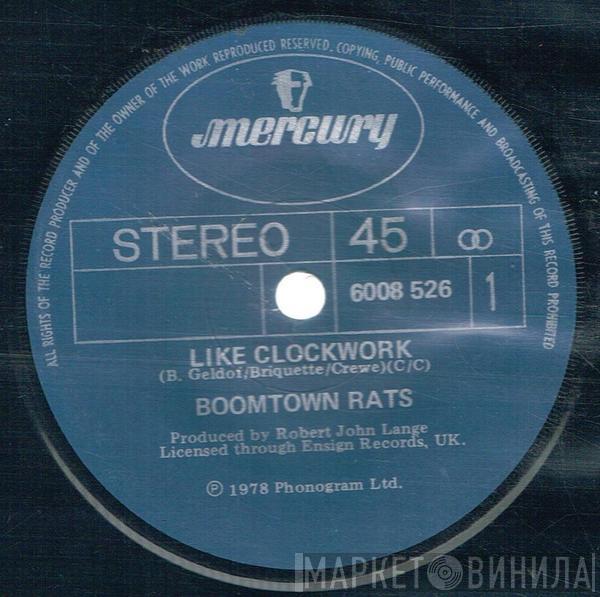 ALL RIGHTS OF THE RECORD PRODUCER AND OF THE OWNER OF THE WORK REPRODUCED RESERVED. COPYING, PUBLIC PERFORMANCE AND BROADCASTING OF THIS RECORD PROHIBITED
mercury
STEREO 45
6008 526 1
LIKE CLOCKWORK
(B. Geldof/Briquette/Crewe)(C/C)
BOOMTOWN RATS
Produced by Robert John Lange
Licensed through Ensign Records, UK.
Ⓟ 1978 Phonogram Ltd.
МАРКЕТ ВИНИЛА